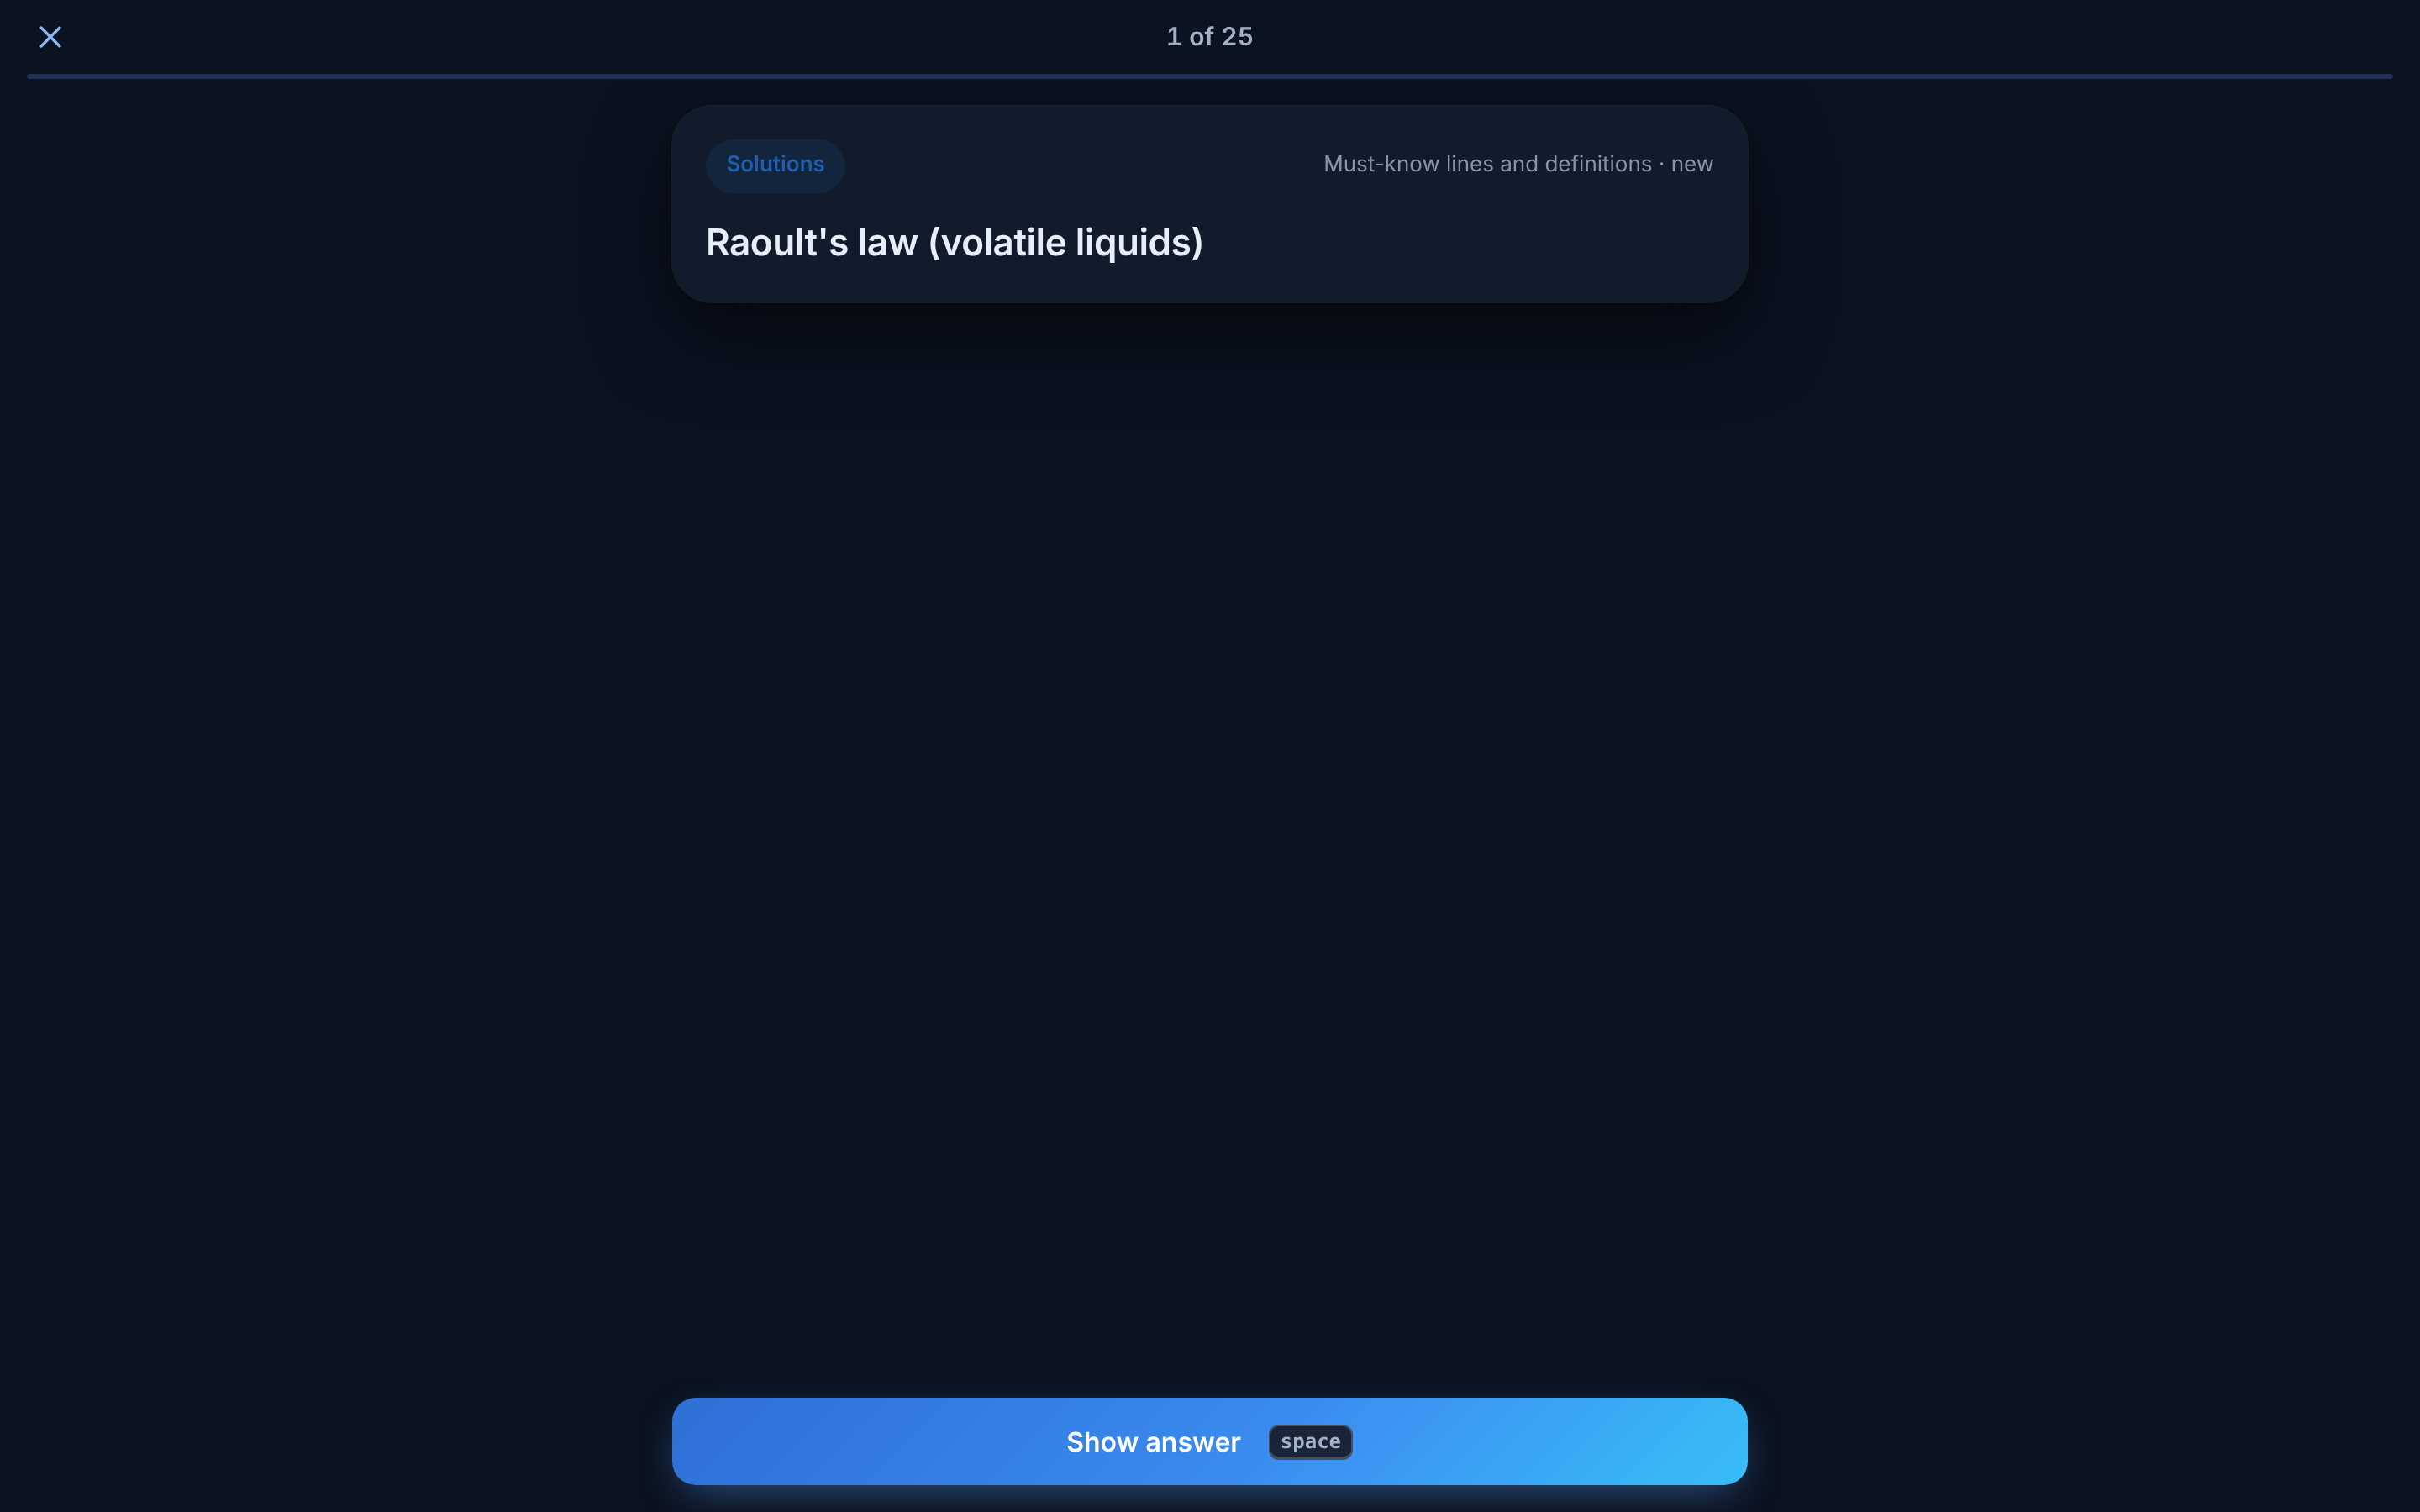 1 of 25
Solutions
Must-know lines and definitions · new
Raoult's law (volatile liquids)
Show answer space